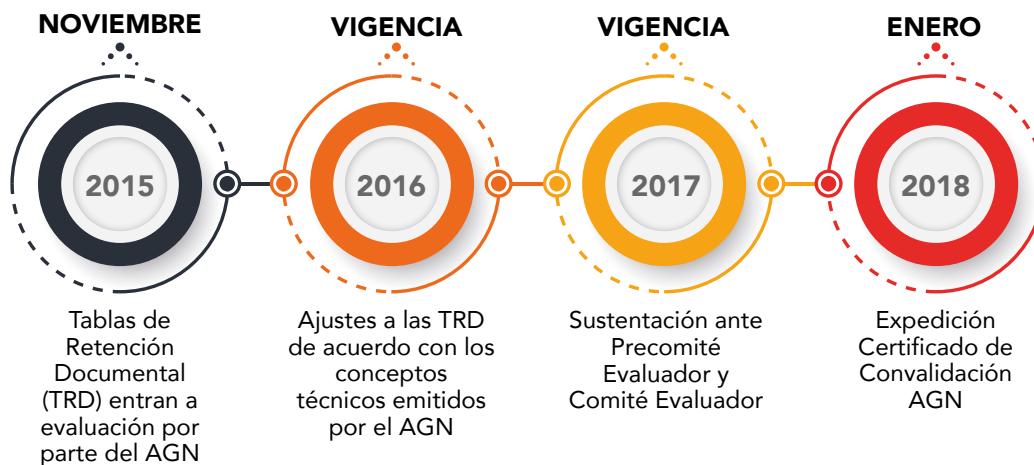 NOVIEMBRE
2015
Tablas de
Retención
Documental
(TRD) entran a
evaluación por
parte del AGN
VIGENCIA
2016
Ajustes a las TRD
de acuerdo con los
conceptos
técnicos emitidos
por el AGN
VIGENCIA
2017
Sustentación ante
Precomité
Evaluador y
Comité Evaluador
ENERO
2018
Expedición
Certificado de
Convalidación
AGN